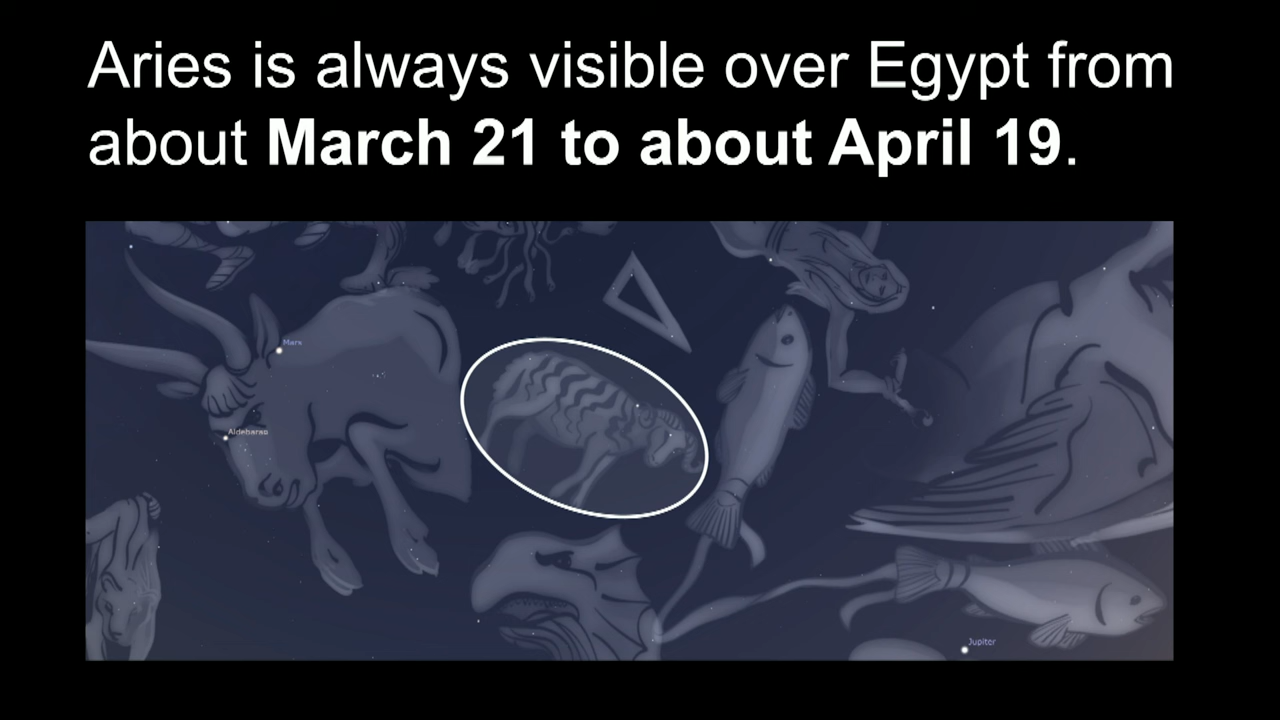 Aries is always visible over Egypt from
about March 21 to about April 19.
Mars
Aldebaran
Jupiter